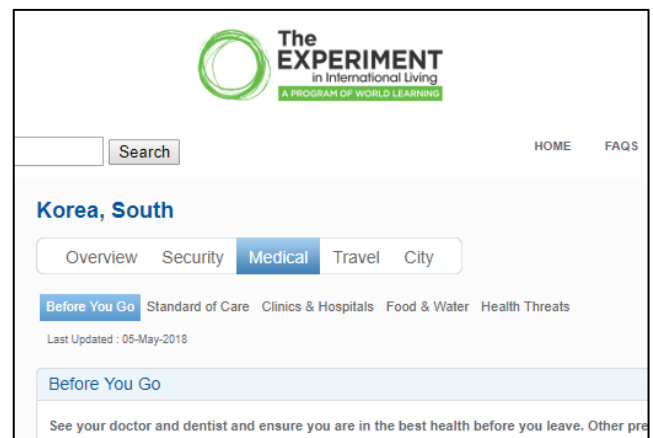 The
EXPERIMENT
in International Living
A PROGRAM OF WORLD LEARNING
Search
HOME FAQS
Korea, South
Overview Security Medical Travel City
Before You Go Standard of Care Clinics & Hospitals Food & Water Health Threats
Last Updated : 05-May-2018
Before You Go
See your doctor and dentist and ensure you are in the best health before you leave. Other pre